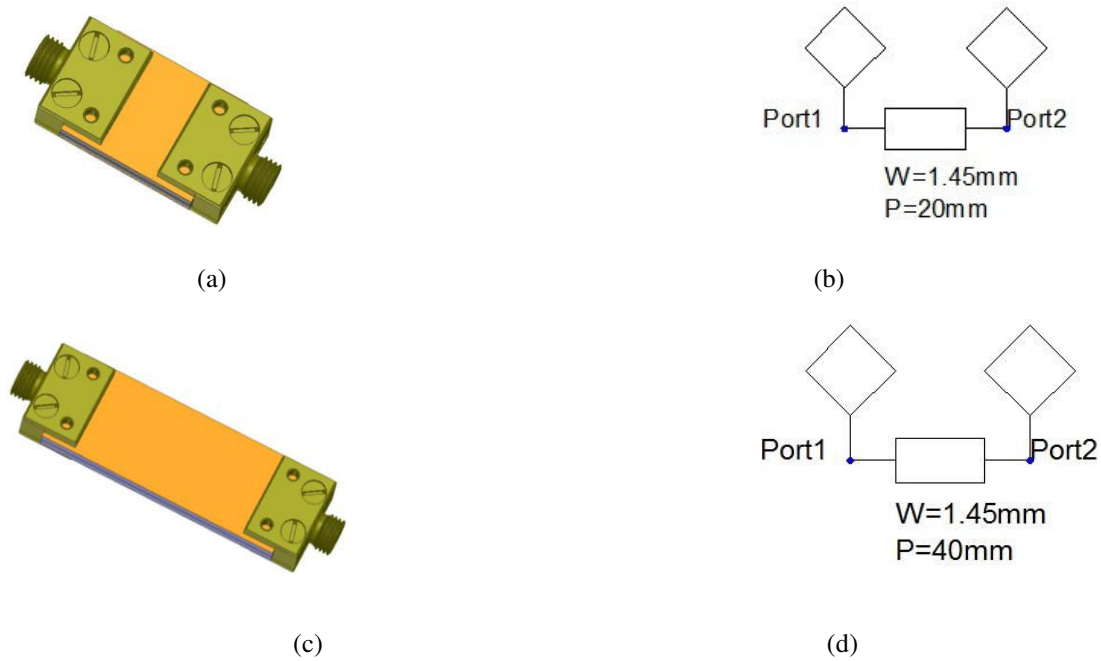 Port1
Port2
W=1.45mm
P=20mm
(a)
(b)
Port1
Port2
W=1.45mm
P=40mm
(c)
(d)